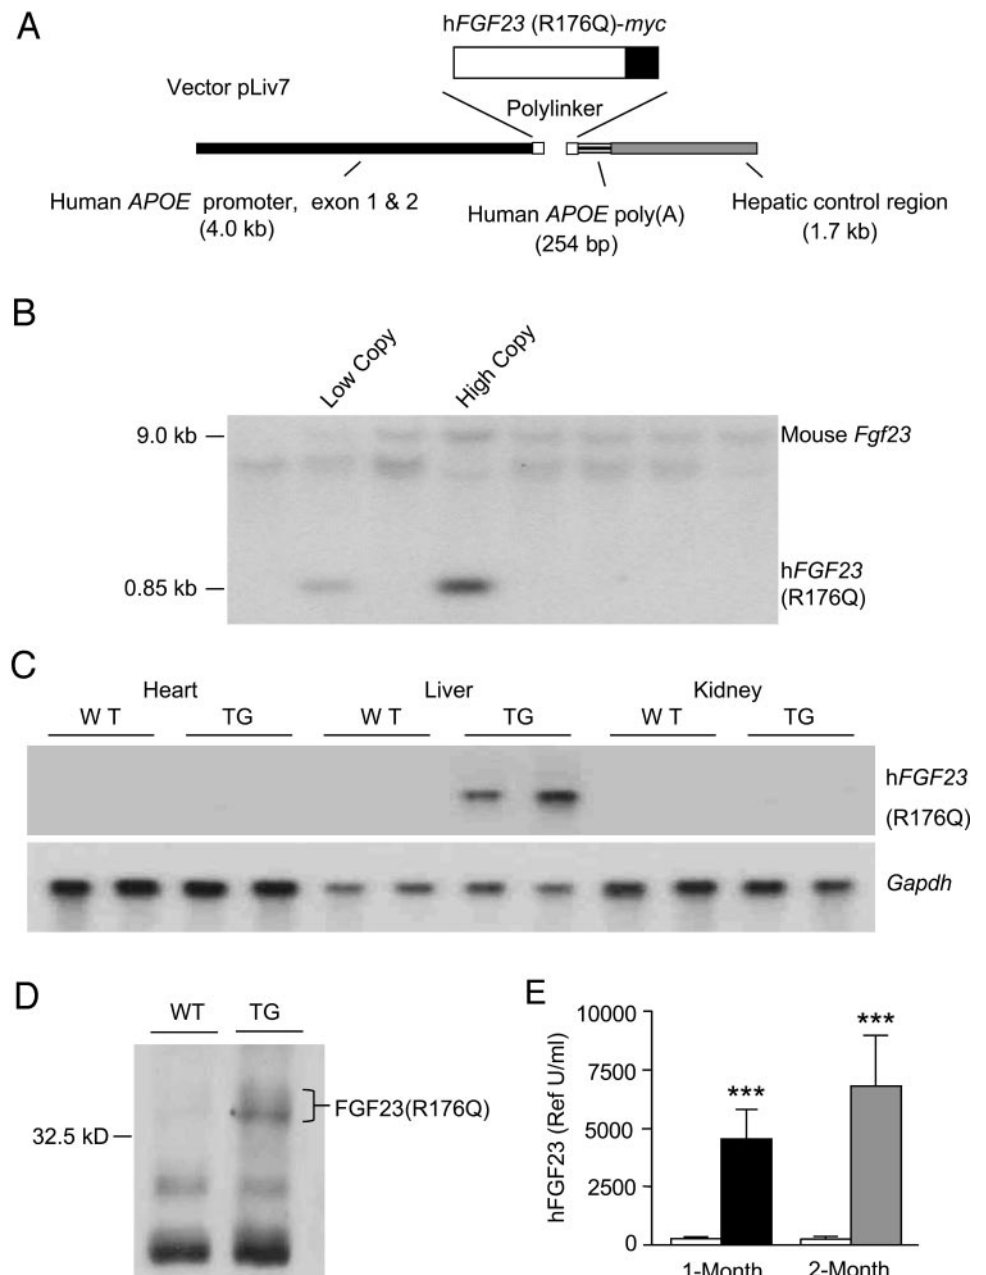 A
hFGF23 (R176Q)-myc
Vector pLiv7
Polylinker
Human APOE promoter, exon 1 & 2
(4.0 kb)
Human APOE poly(A)
(254 bp)
Hepatic control region
(1.7 kb)
B
Low Copy
High Copy
9.0 kb
Mouse Fgf23
0.85 kb
hFGF23
(R176Q)
C
Heart
Liver
Kidney
W T
TG
W T
TG
W T
TG
hFGF23
(R176Q)
Gapdh
D
WT
TG
FGF23(R176Q)
32.5 kD
E
hFGF23 (Ref U/ml)
10000
7500
5000
2500
0
***
***
1-Month
2-Month